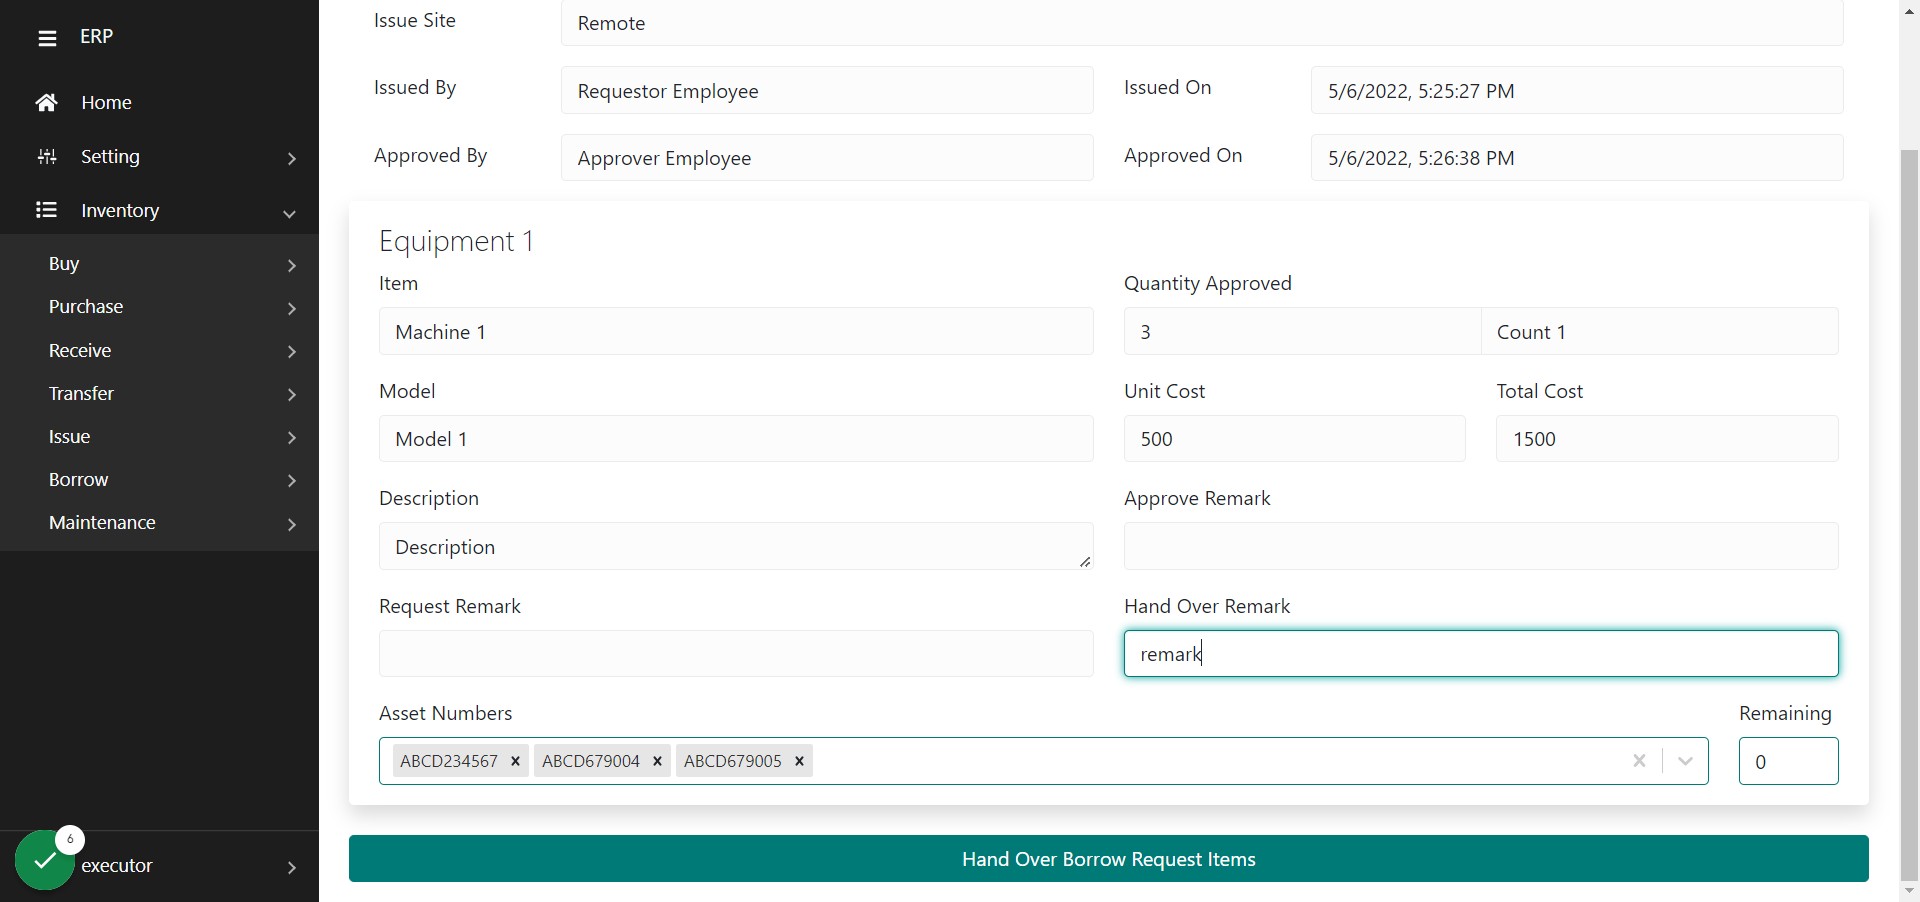 ERP
Home
Setting
Inventory
Buy
Purchase
Receive
Transfer
Issue
Borrow
Maintenance
6
executor
Issue Site
Remote
Issued By
Requestor Employee
Issued On
5/6/2022, 5:25:27 PM
Approved By
Approver Employee
Approved On
5/6/2022, 5:26:38 PM
Equipment 1
Item
Quantity Approved
Machine 1
3
Count 1
Model
Unit Cost
Total Cost
Model 1
500
1500
Description
Approve Remark
Description
Request Remark
Hand Over Remark
remark
Asset Numbers
Remaining
ABCD234567
ABCD679004
ABCD679005
0
Hand Over Borrow Request Items